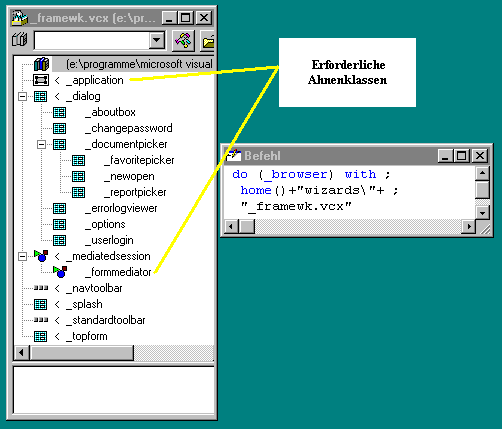 _framewk.vcx (e:\pr...
(e:\programme\microsoft visual
< _application
< _dialog
_aboutbox
_changepassword
_documentpicker
_favoritepicker
_newopen
_reportpicker
_errorlogviewer
_options
_userlogin
< _mediatedsession
_formmediator
< _navtoolbar
< _splash
< _standardtoolbar
< _topform
Erforderliche
Ahnenklassen
Befehl
do (_browser) with ;
home()+"wizards\"+ ;
"_framewk.vcx"